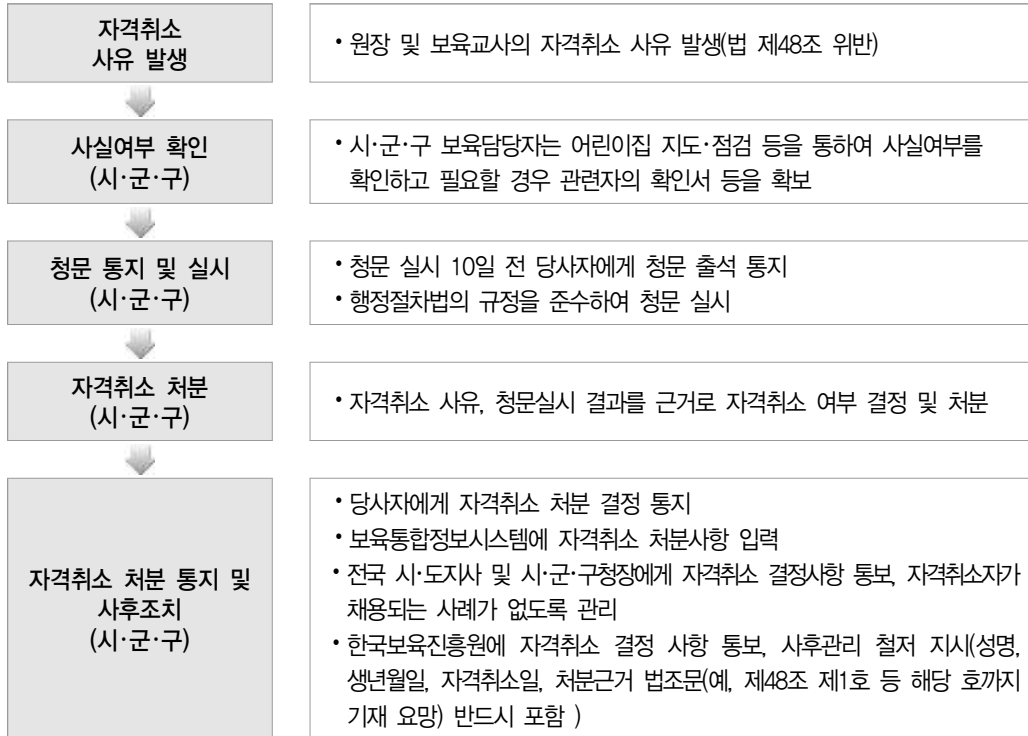 자격취소
사유 발생
• 원장 및 보육교사의 자격취소 사유 발생(법 제48조 위반)
사실여부 확인
(시·군·구)
• 시·군·구 보육담당자는 어린이집 지도·점검 등을 통하여 사실여부를
확인하고 필요할 경우 관련자의 확인서 등을 확보
청문 통지 및 실시
(시·군·구)
• 청문 실시 10일 전 당사자에게 청문 출석 통지
• 행정절차법의 규정을 준수하여 청문 실시
자격취소 처분
(시·군·구)
• 자격취소 사유, 청문실시 결과를 근거로 자격취소 여부 결정 및 처분
자격취소 처분 통지 및
사후조치
(시·군·구)
• 당사자에게 자격취소 처분 결정 통지
• 보육통합정보시스템에 자격취소 처분사항 입력
• 전국 시·도지사 및 시·군·구청장에게 자격취소 결정사항 통보, 자격취소자가
채용되는 사례가 없도록 관리
• 한국보육진흥원에 자격취소 결정 사항 통보, 사후관리 철저 지시(성명,
생년월일, 자격취소일, 처분근거 법조문(예, 제48조 제1호 등 해당 호까지
기재 요망) 반드시 포함 )